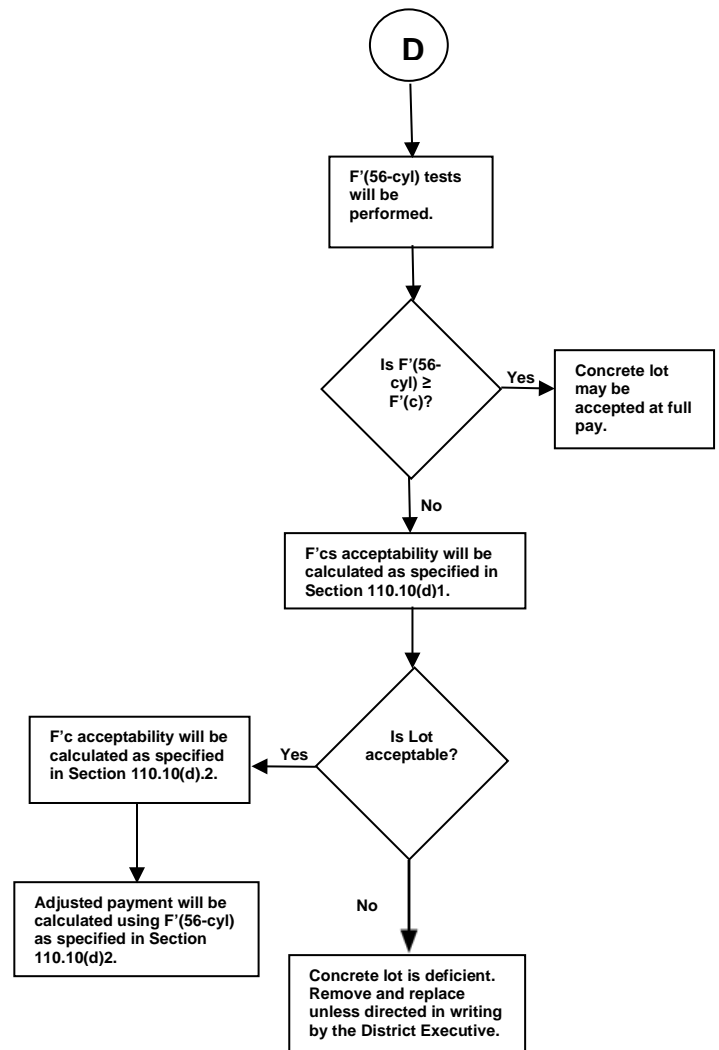 D
F'(56-cyl) tests
will be
performed.
Is F'(56-
cyl) ≥
F'(c)?
Yes
Concrete lot
may be
accepted at full
pay.
No
F'cs acceptability will be
calculated as specified in
Section 110.10(d)1.
Is Lot
acceptable?
Yes
F'c acceptability will be
calculated as specified
in Section 110.10(d).2.
Adjusted payment will be
calculated using F'(56-cyl)
as specified in Section
110.10(d)2.
No
Concrete lot is deficient.
Remove and replace
unless directed in writing
by the District Executive.